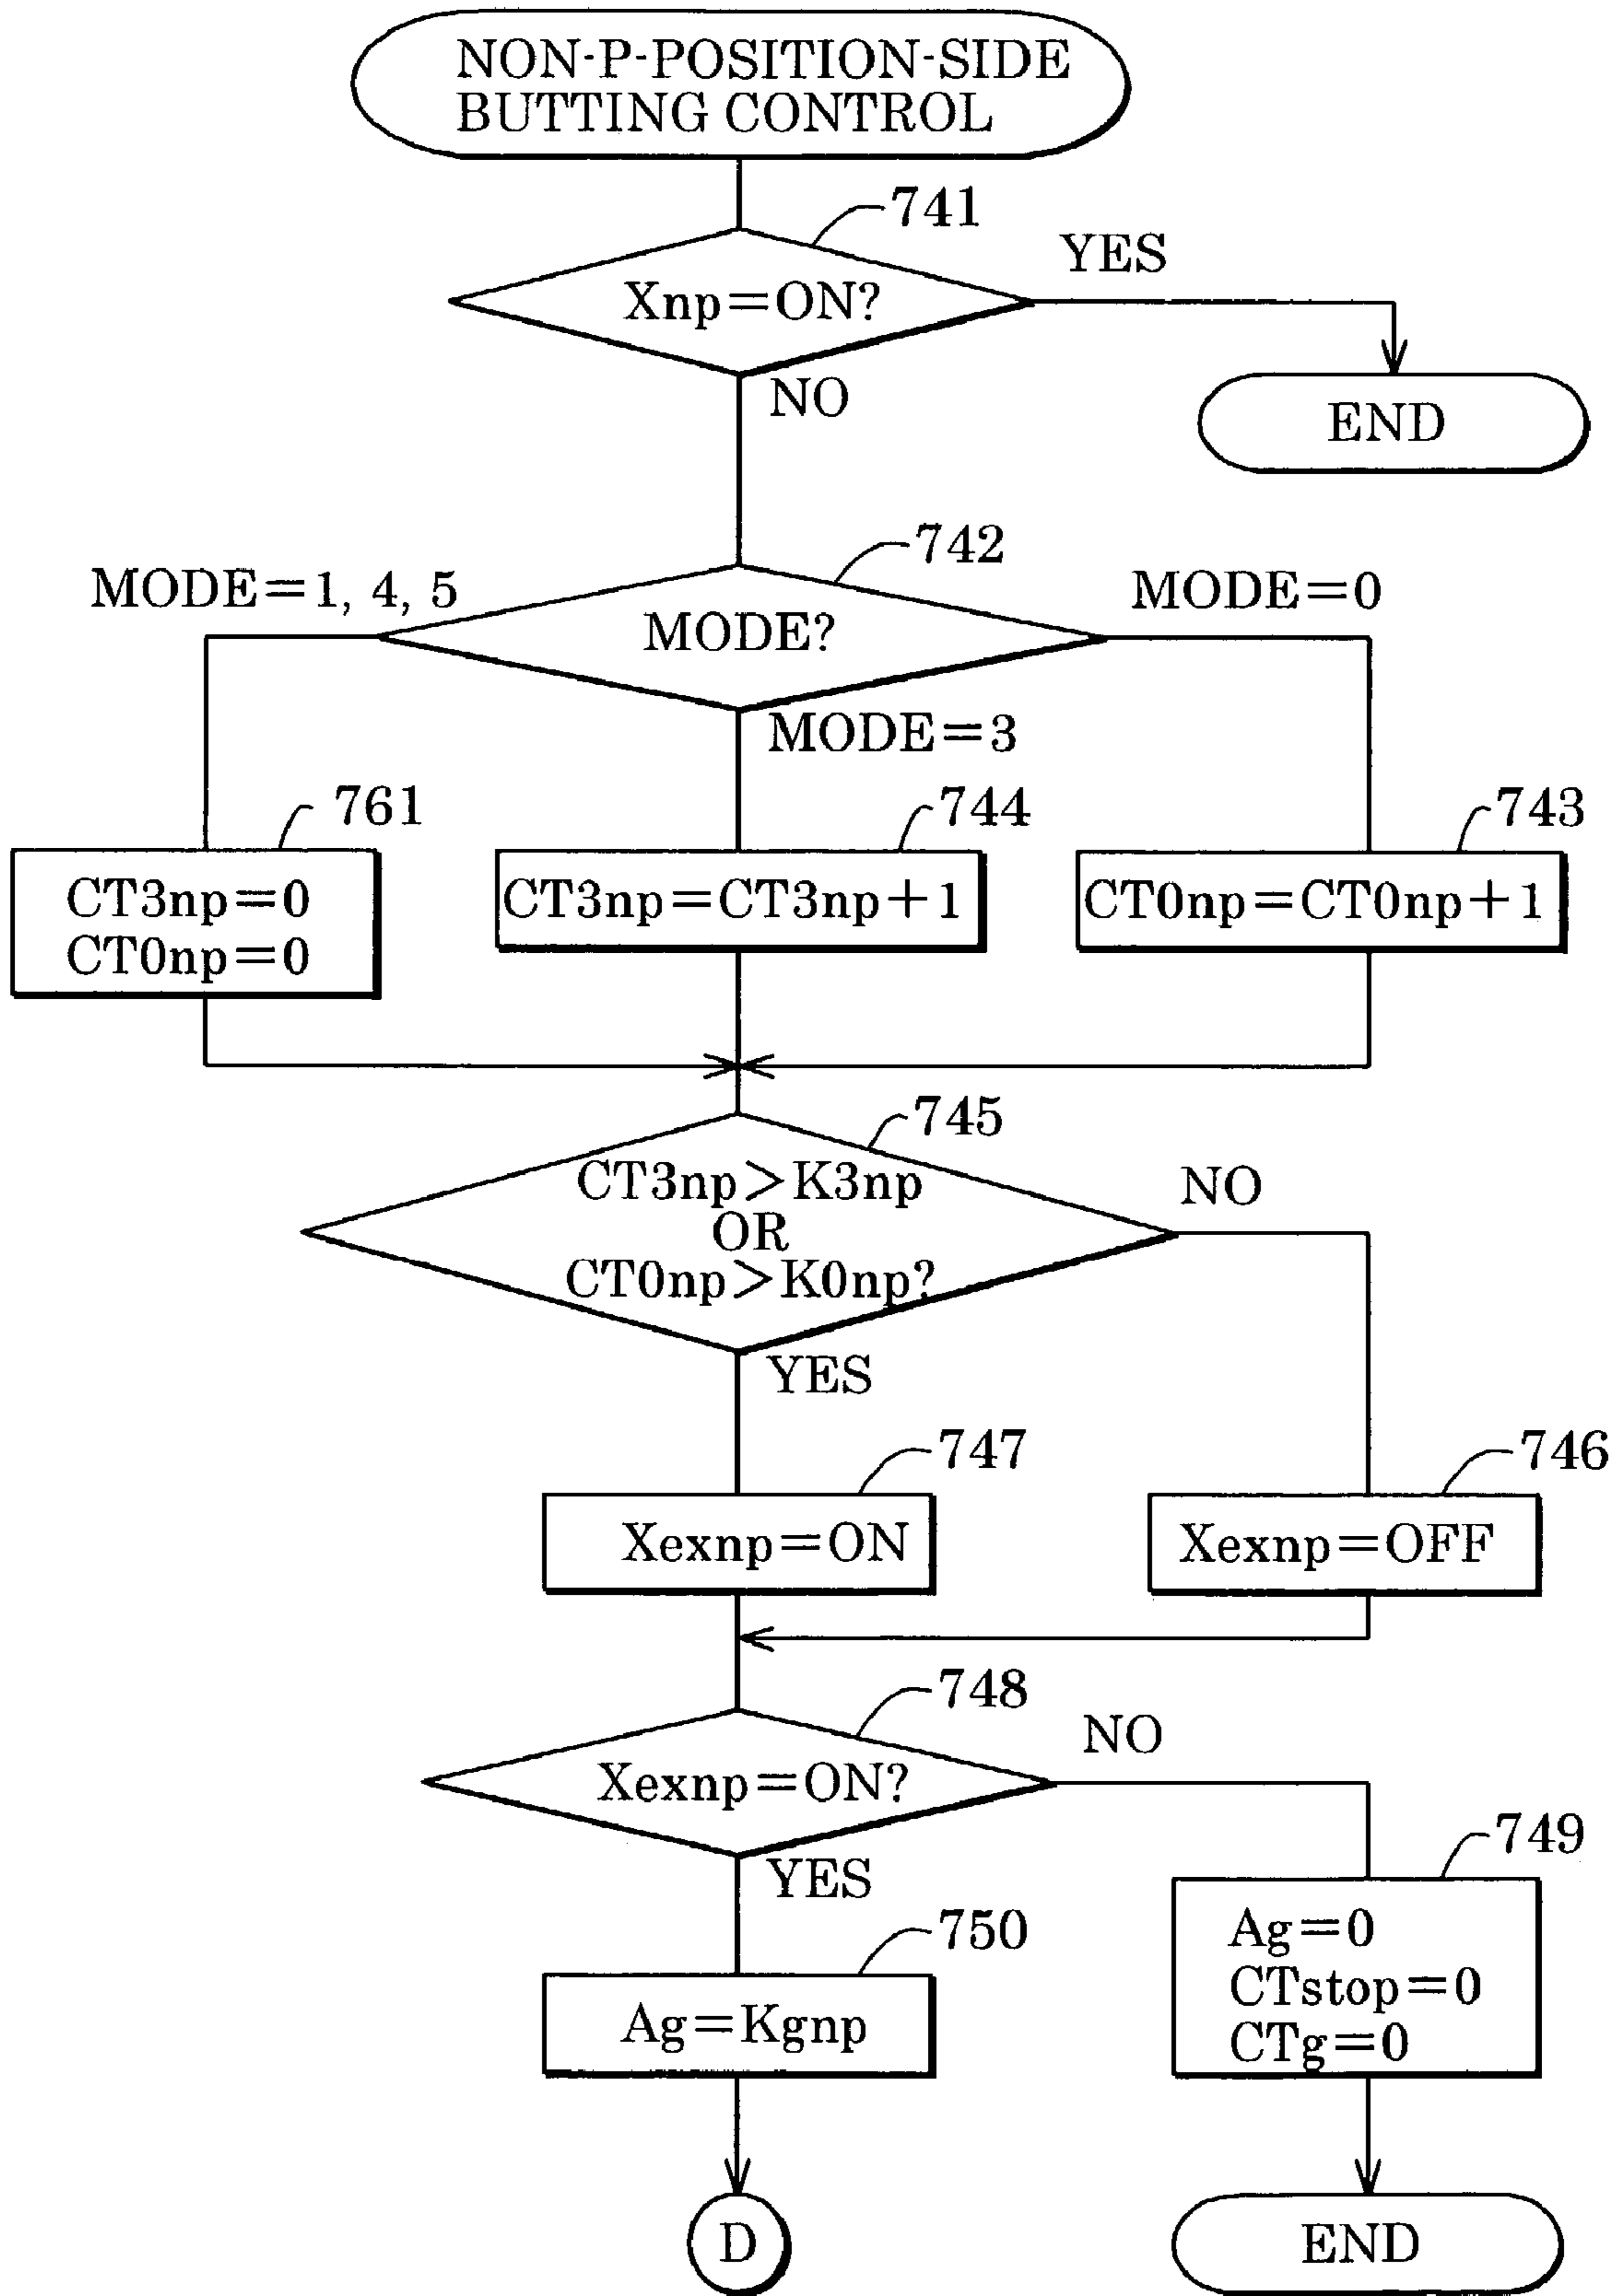 NON-P-POSITION-SIDE
BUTTING CONTROL
741
Xnp=ON?
YES
NO
END
742
MODE=1, 4, 5
MODE?
MODE=0
MODE=3
761
CT3np=0
CT0np=0
744
CT3np=CT3np+1
743
CT0np=CT0np+1
745
CT3np>K3np
OR
CT0np>K0np?
NO
YES
747
Xexnp=ON
746
Xexnp=OFF
748
Xexnp=ON?
NO
YES
749
Ag=0
CTstop=0
CTg=0
750
Ag=Kgnp
D
END